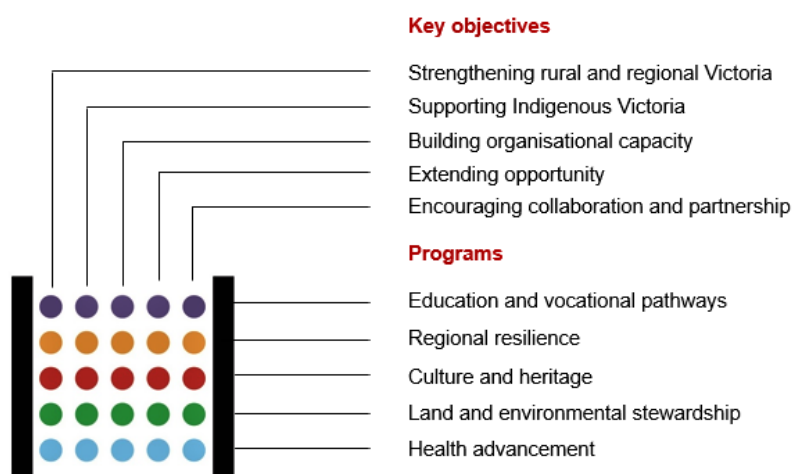 Key objectives
Strengthening rural and regional Victoria
Supporting Indigenous Victoria
Building organisational capacity
Extending opportunity
Encouraging collaboration and partnership
Programs
Education and vocational pathways
Regional resilience
Culture and heritage
Land and environmental stewardship
Health advancement